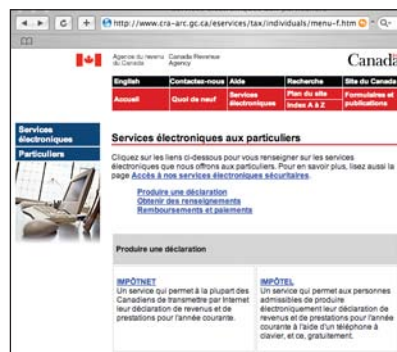 http://www.cra-arc.gc.ca/eservices/tax/individuals/menu-f.htm
Q-
Agence du revenu
du Canada
Canada Revenue
Agency
Canada
English
Contactez-nous
Aide
Recherche
Site du Canada
Accueil
Quoi de neuf
Services
électroniques
Plan du site
Index A à Z
Formulaires et
publications
Services
électroniques
Particuliers
Services électroniques aux particuliers
Cliquez sur les liens ci-dessous pour vous renseigner sur les services
électroniques que nous offrons aux particuliers. Pour en savoir plus, lisez aussi la
page Accès à nos services électroniques sécuritaires.
Produire une déclaration
Obtenir des renseignements
Remboursements et paiements
Produire une déclaration
IMPÔTNET
Un service qui permet à la plupart des
Canadiens de transmettre par Internet
leur déclaration de revenus et de
prestations pour l'année courante.
IMPÔTEL
Un service qui permet aux personnes
admissibles de produire
électroniquement leur déclaration de
revenus et de prestations pour l'année
courante à l'aide d'un téléphone à
clavier, et ce, gratuitement.